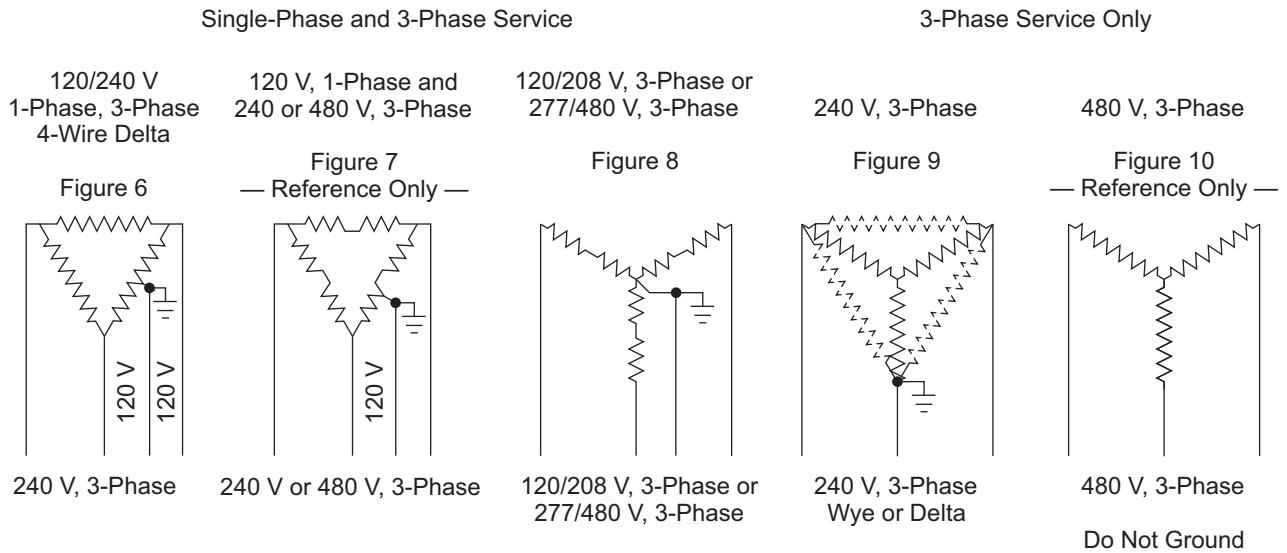 Single-Phase and 3-Phase Service
3-Phase Service Only
120/240 V
1-Phase, 3-Phase
4-Wire Delta
Figure 6
120 V
120 V
240 V, 3-Phase
120 V, 1-Phase and
240 or 480 V, 3-Phase
Figure 7
— Reference Only —
120 V
240 V or 480 V, 3-Phase
120/208 V, 3-Phase or
277/480 V, 3-Phase
Figure 8
120/208 V, 3-Phase or
277/480 V, 3-Phase
240 V, 3-Phase
Figure 9
240 V, 3-Phase
Wye or Delta
480 V, 3-Phase
Figure 10
— Reference Only —
480 V, 3-Phase
Do Not Ground